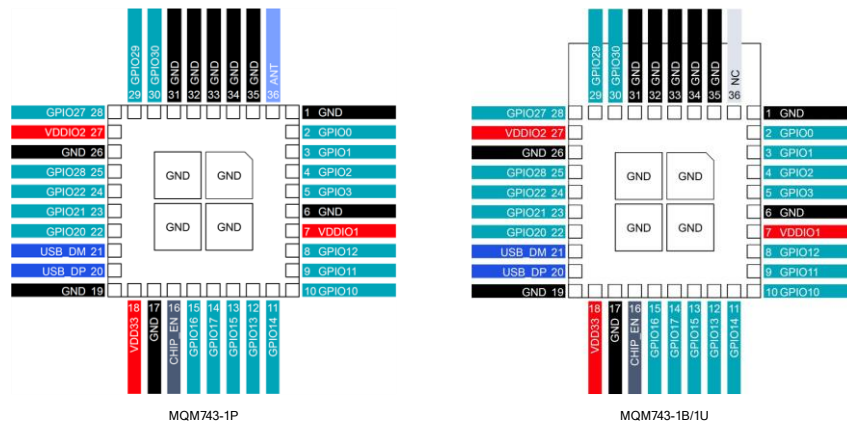 29 GPIO29
30 GPIO30
31 GND
32 GND
33 GND
34 GND
35 GND
36 ANT
GPIO27 28
VDDIO2 27
GND 26
GPIO28 25
GPIO22 24
GPIO21 23
GPIO20 22
USB_DM 21
USB_DP 20
GND 19
GND GND
GND GND
1 GND
2 GPIO0
3 GPIO1
4 GPIO2
5 GPIO3
6 GND
7 VDDIO1
8 GPIO12
9 GPIO11
10 GPIO10
VDD33 18
GND 17
CHIP_EN 16
GPIO16 15
GPIO17 14
GPIO15 13
GPIO13 12
GPIO14 11
MQM743-1P
29 GPIO29
30 GPIO30
31 GND
32 GND
33 GND
34 GND
35 GND
36 NC
GPIO27 28
VDDIO2 27
GND 26
GPIO28 25
GPIO22 24
GPIO21 23
GPIO20 22
USB_DM 21
USB_DP 20
GND 19
GND GND
GND GND
1 GND
2 GPIO0
3 GPIO1
4 GPIO2
5 GPIO3
6 GND
7 VDDIO1
8 GPIO12
9 GPIO11
10 GPIO10
VDD33 18
GND 17
CHIP_EN 16
GPIO16 15
GPIO17 14
GPIO15 13
GPIO13 12
GPIO14 11
MQM743-1B/1U